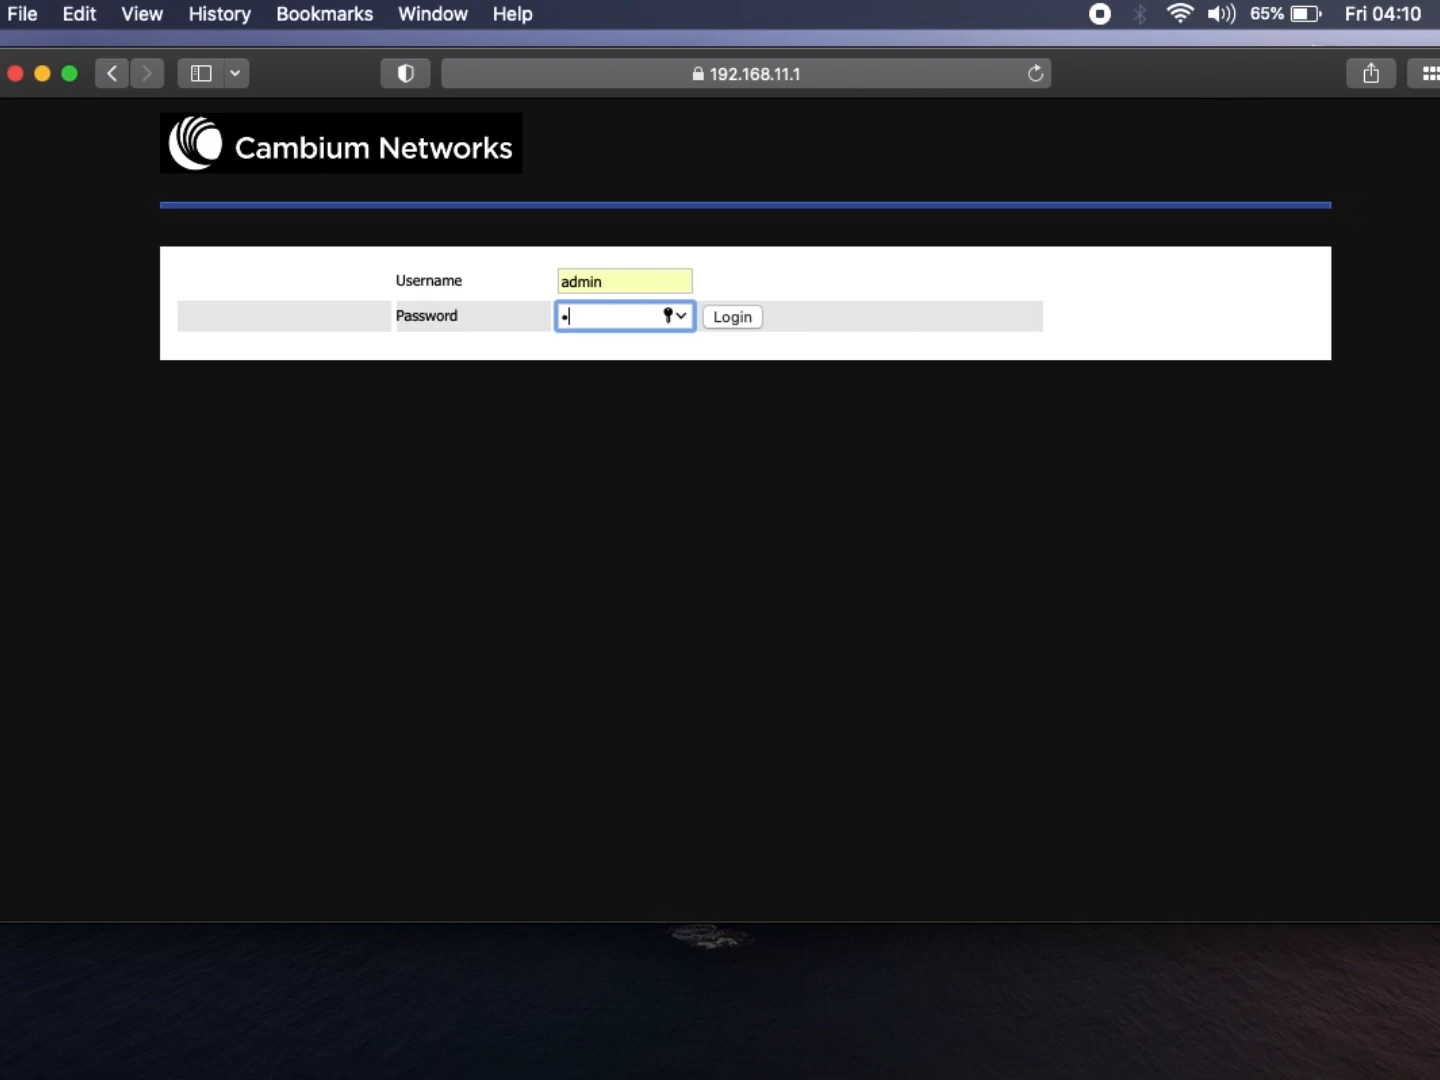 File Edit View History Bookmarks Window Help 65% Fri 04:10
192.168.11.1
Cambium Networks
Username admin
Password Login